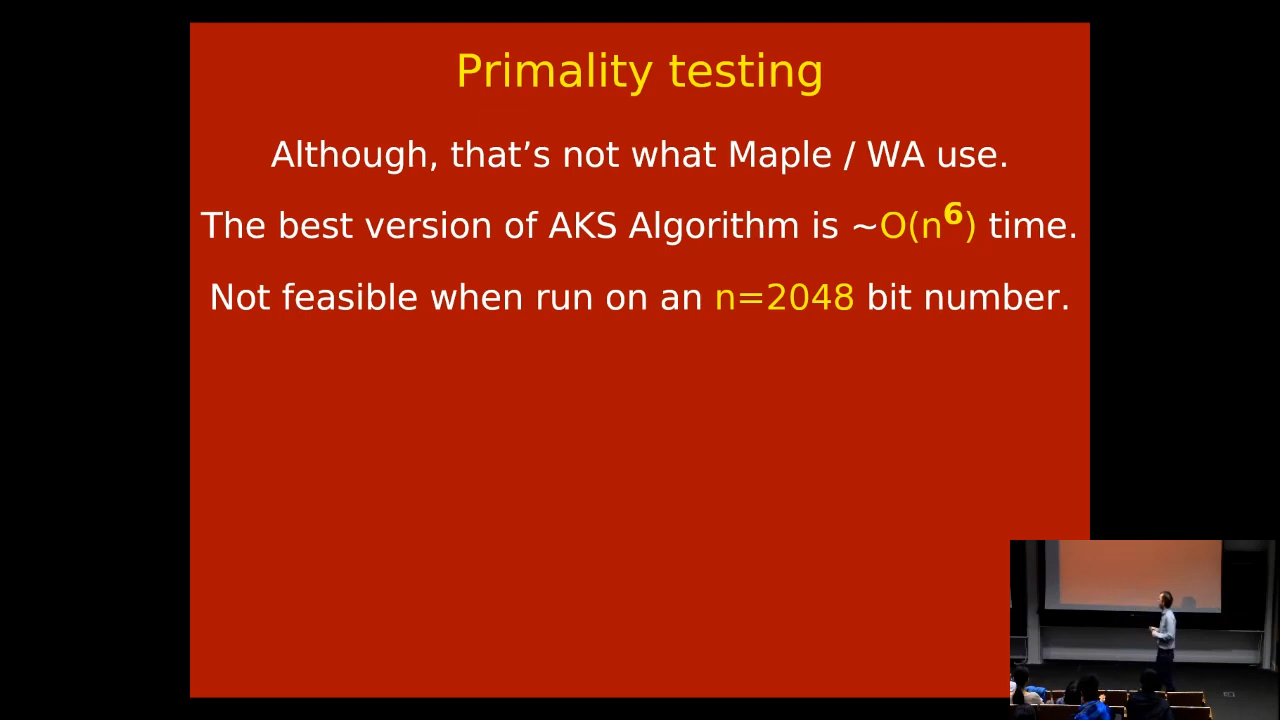 Primality testing
Although, that’s not what Maple / WA use.
The best version of AKS Algorithm is ~O(n⁶) time.
Not feasible when run on an n=2048 bit number.